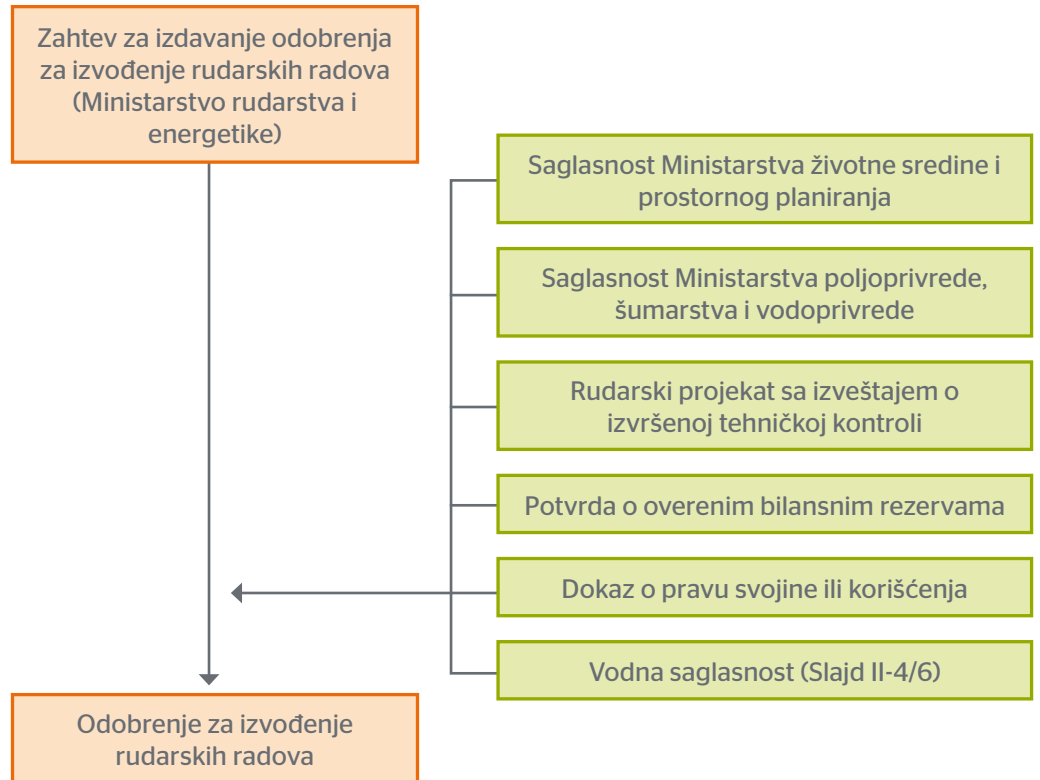 Zahtev za izdavanje odobrenja
za izvođenje rudarskih radova
(Ministarstvo rudarstva i
energetike)
Saglasnost Ministarstva životne sredine i
prostornog planiranja
Saglasnost Ministarstva poljoprivrede,
šumarstva i vodoprivrede
Rudarski projekat sa izveštajem o
izvršenoj tehničkoj kontroli
Potvrda o overenim bilansnim rezervama
Dokaz o pravu svojine ili korišćenja
Vodna saglasnost (Slajd II-4/6)
Odobrenje za izvođenje
rudarskih radova